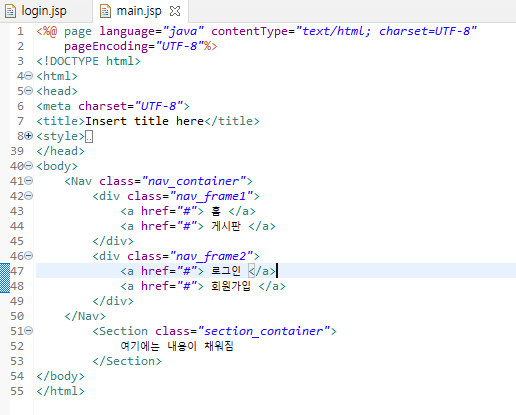 login.jsp main.jsp
1 <%@ page language="java" contentType="text/html; charset=UTF-8"
2     pageEncoding="UTF-8"%>
3 <!DOCTYPE html>
4 <html>
5 <head>
6 <meta charset="UTF-8">
7 <title>Insert title here</title>
8 <style>..
39 </head>
40 <body>
41     <Nav class="nav_container">
42         <div class="nav_frame1">
43             <a href="#"> 홈 </a>
44             <a href="#"> 게시판 </a>
45         </div>
46         <div class="nav_frame2">
47             <a href="#"> 로그인 </a>
48             <a href="#"> 회원가입 </a>
49         </div>
50     </Nav>
51         <Section class="section_container">
52             여기에는 내용이 채워짐
53         </Section>
54 </body>
55 </html>